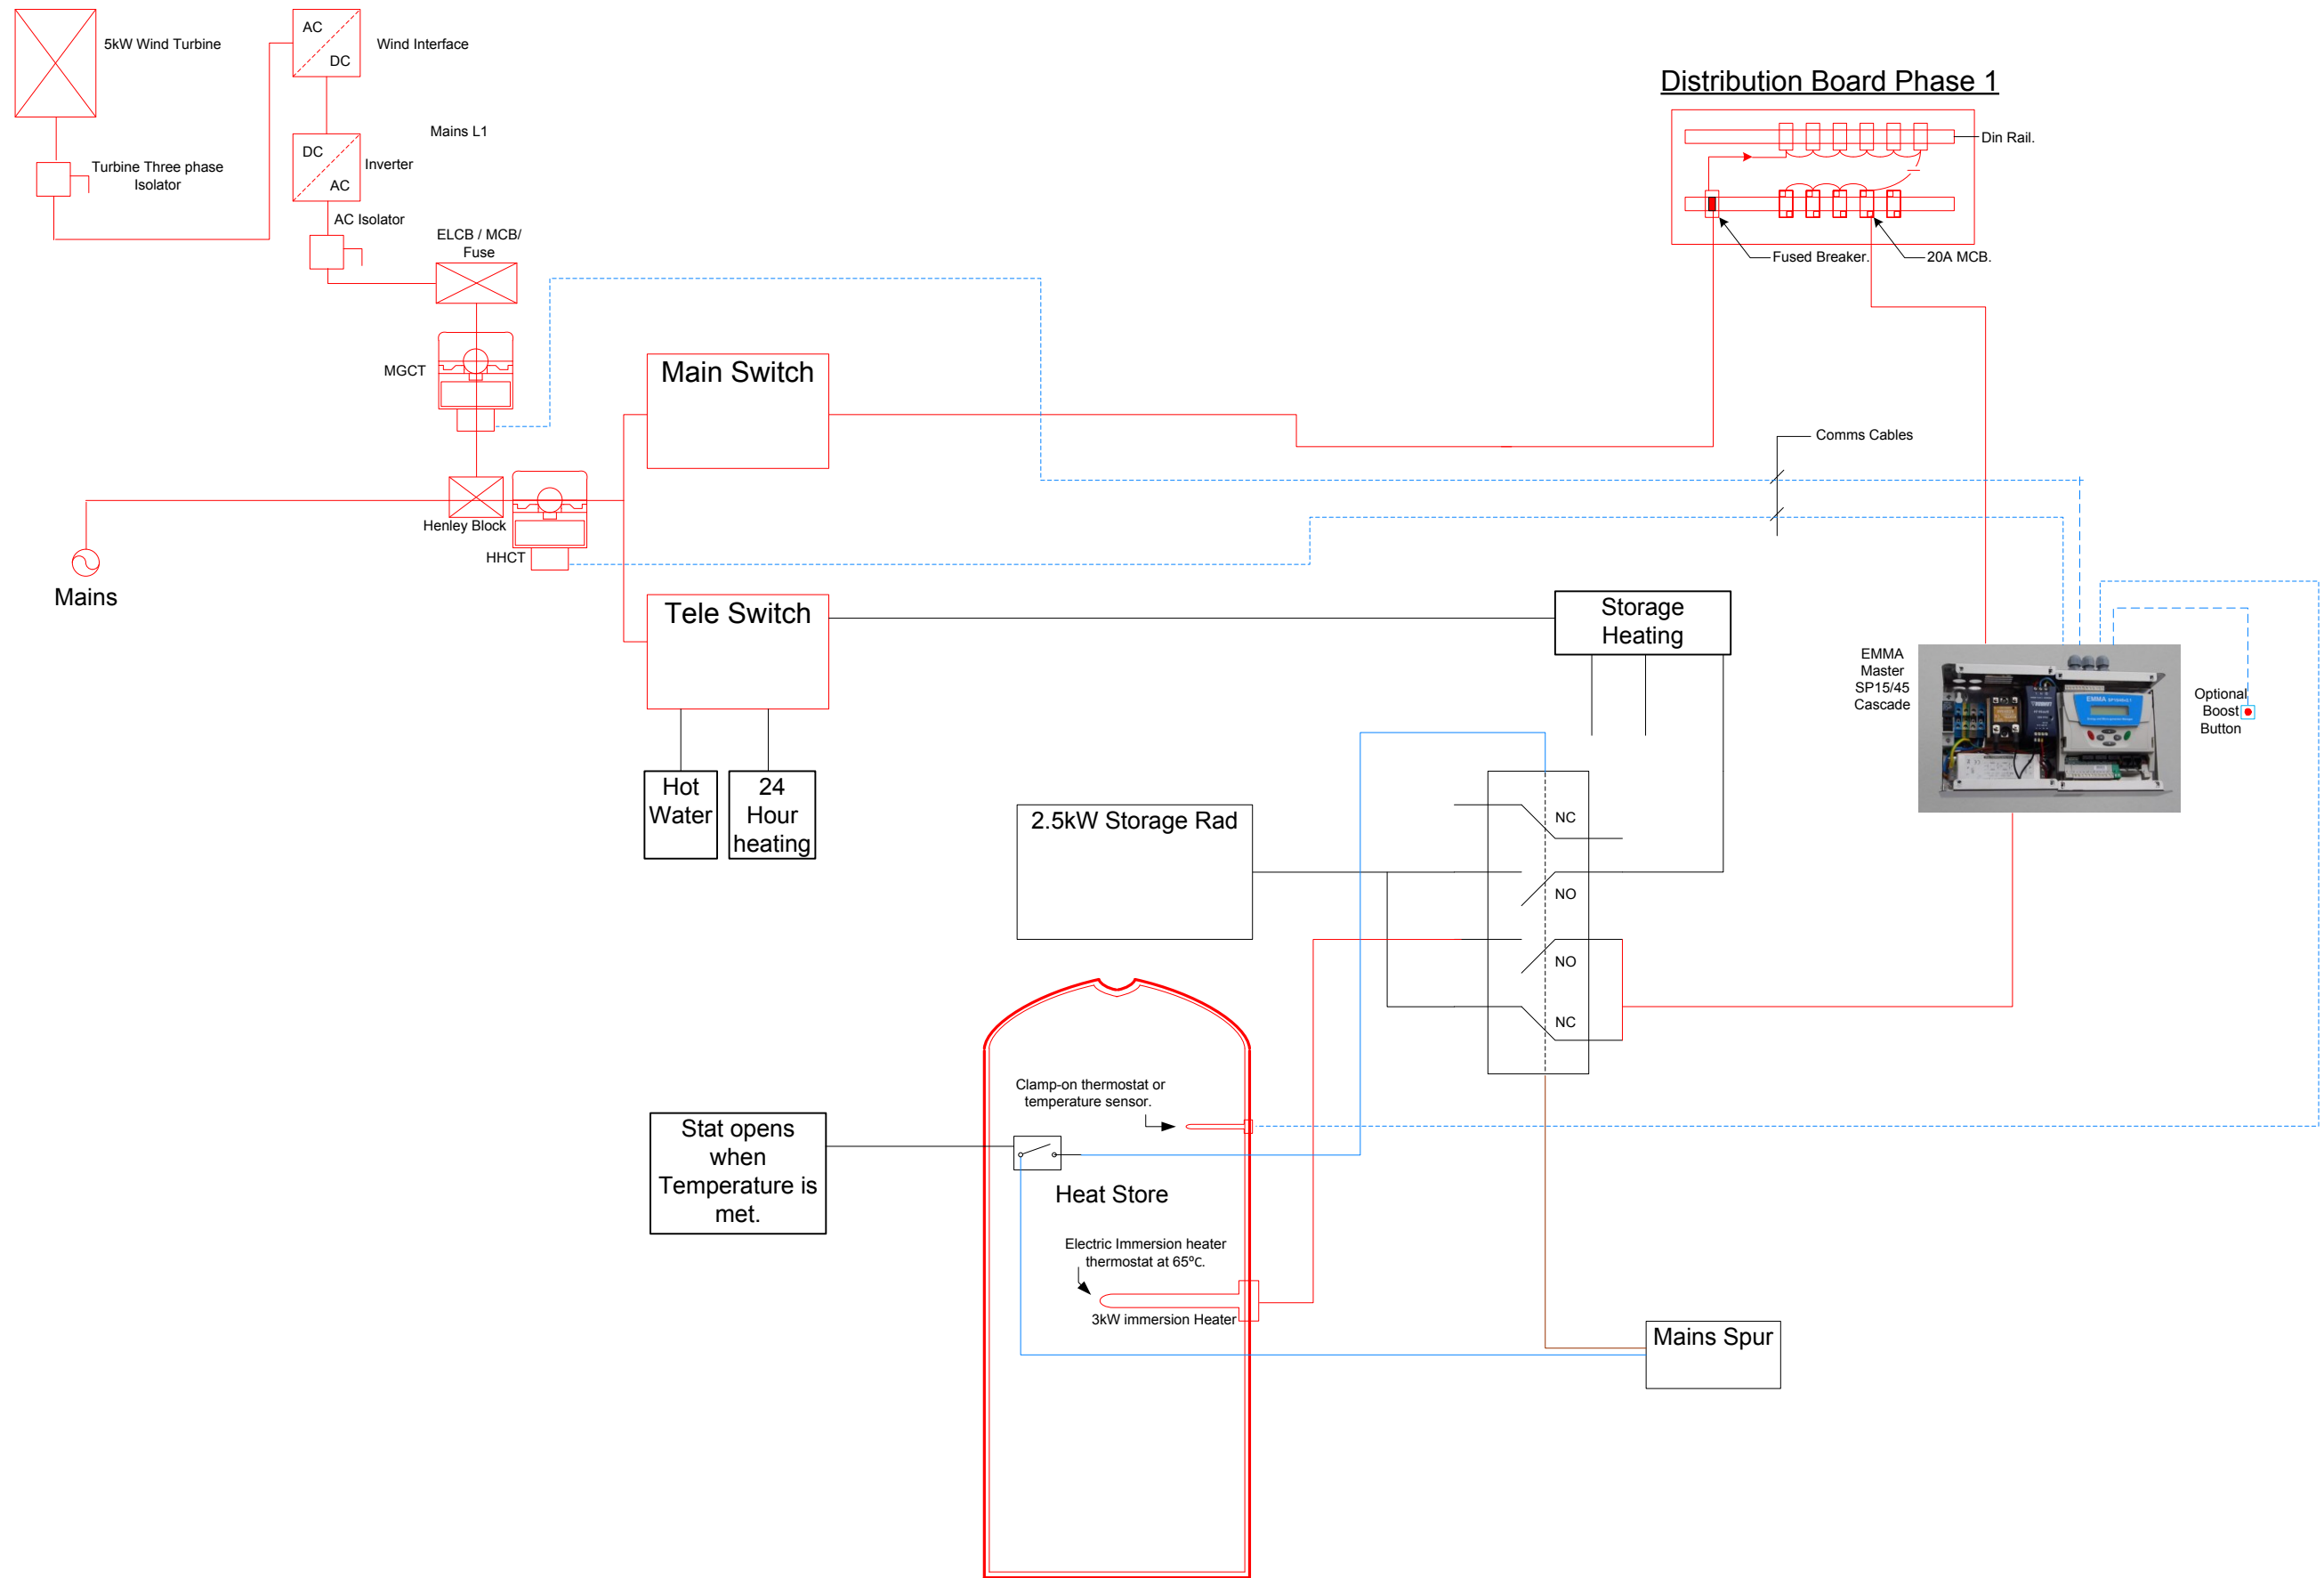 5kW Wind Turbine
AC
DC
Wind Interface
Distribution Board Phase 1
Mains L1
Din Rail.
DC
AC
Inverter
Turbine Three phase
Isolator
AC Isolator
ELCB / MCB/
Fuse
Fused Breaker.
20A MCB.
MGCT
Main Switch
Comms Cables
Henley Block
HHCT
Mains
Tele Switch
Storage
Heating
EMMA
Master
SP15/45
Cascade
Optional
Boost
Button
Hot
Water
24
Hour
heating
2.5kW Storage Rad
NC
NO
NO
NC
Clamp-on thermostat or
temperature sensor.
Stat opens
when
Temperature is
met.
Heat Store
Electric Immersion heater
thermostat at 65ºC.
3kW immersion Heater
Mains Spur